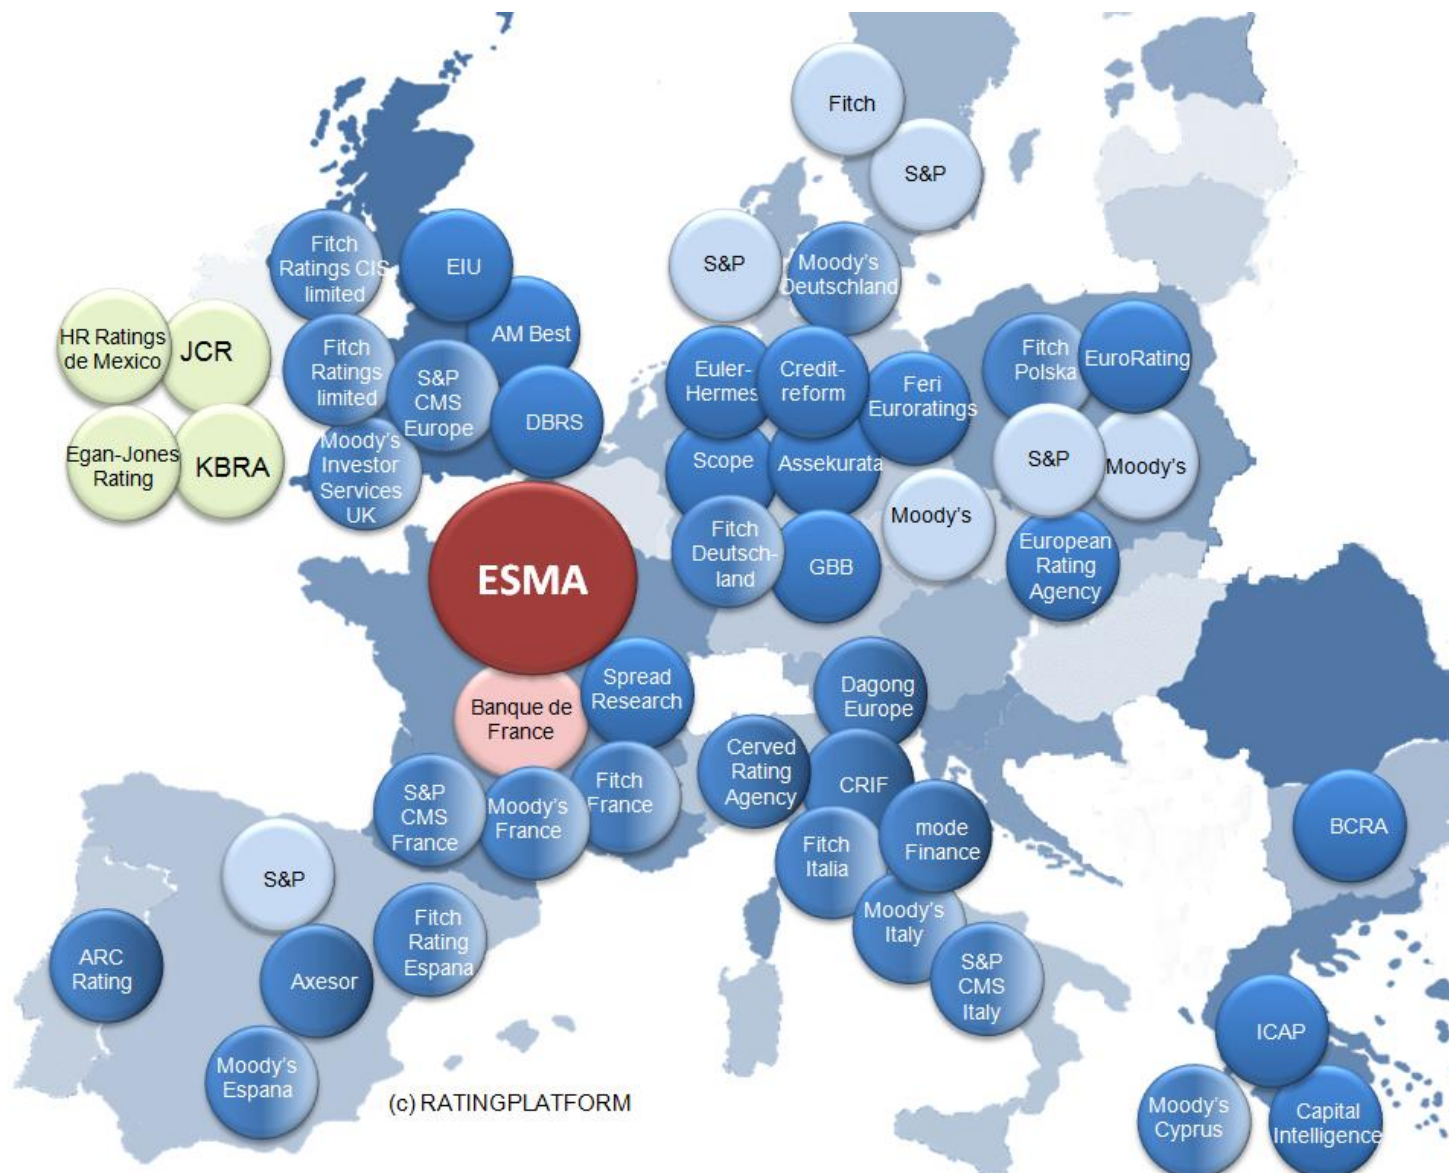 Fitch
S&P
S&P
Moody's
Deutschland
Fitch
Ratings CIS
limited
EIU
AM Best
HR Ratings
de Mexico
JCR
Egan-Jones
Rating
KBRA
Fitch
Ratings
limited
S&P
CMS
Europe
DBRS
Moody's
Investor
Services
UK
Euler-
Hermes
Credit-
reform
Feri
Euroratings
Scope
Assekurata
Fitch
Deutsch-
land
GBB
Moody's
Fitch
Polska
EuroRating
S&P
Moody's
European
Rating
Agency
ESMA
Banque de
France
Spread
Research
S&P
CMS
France
Moody's
France
Fitch
France
Dagong
Europe
Cerved
Rating
Agency
CRIF
mode
Finance
Fitch
Italia
Moody's
Italy
S&P
CMS
Italy
BCRA
S&P
Fitch
Rating
Espana
ARC
Rating
Axesor
Moody's
Espana
ICAP
Moody's
Cyprus
Capital
Intelligence
(c) RATINGPLATFORM